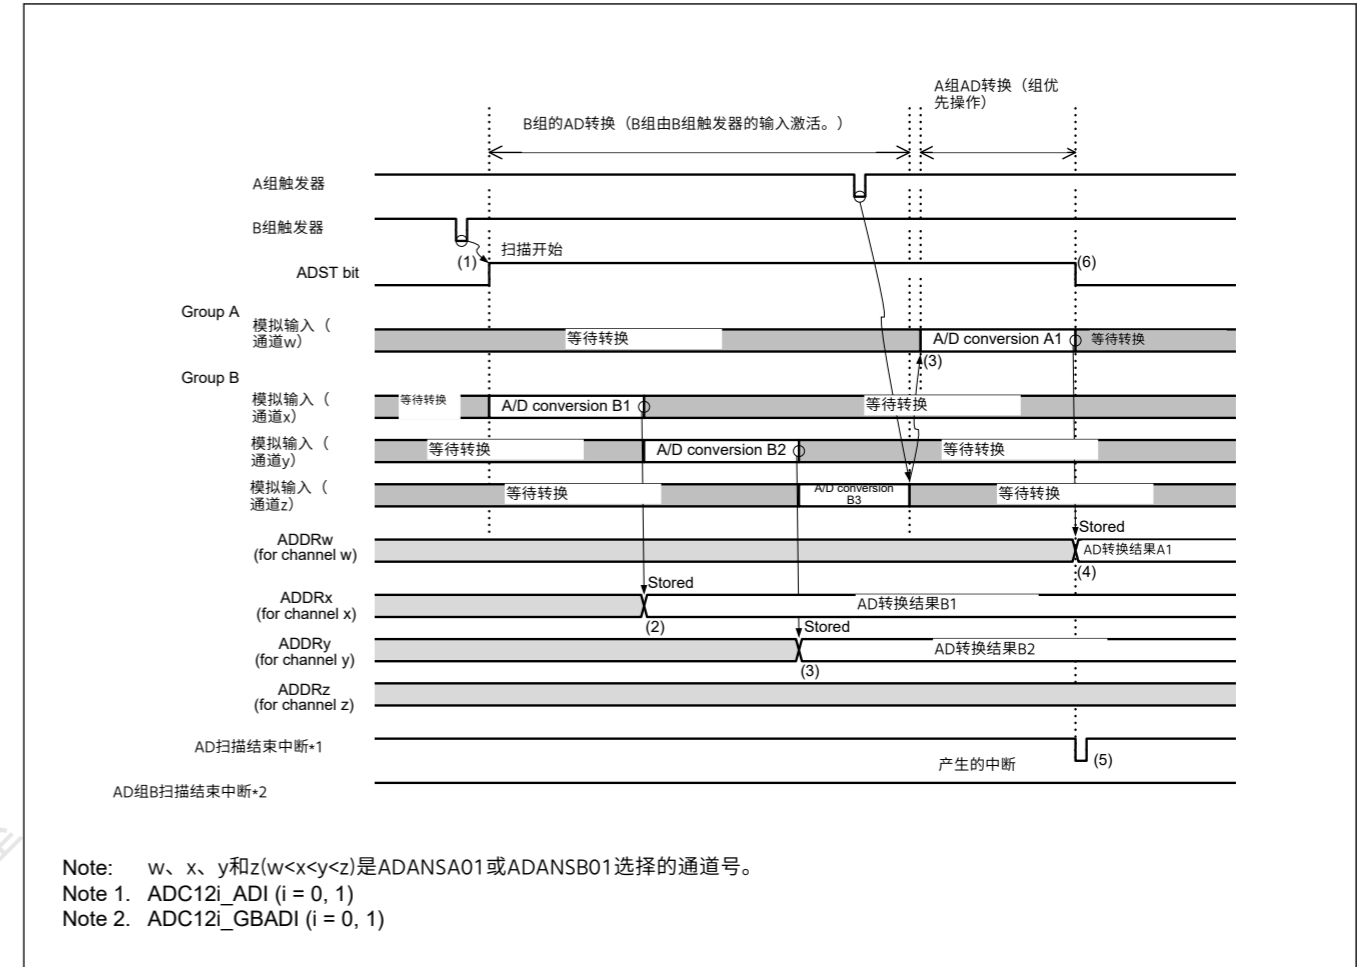 A组AD转换（组优
先操作）
B组的AD转换（B组由B组触发器的输入激活。）
A组触发器
B组触发器
扫描开始
(1)
(6)
ADST bit
Group A
模拟输入（
通道w）
等待转换
A/D conversion A1
等待转换
(3)
Group B
模拟输入（
通道x）
等待转换
A/D conversion B1
等待转换
模拟输入（
通道y）
等待转换
A/D conversion B2
等待转换
模拟输入（
通道z）
等待转换
A/D conversion
B3
等待转换
Stored
ADDRw
(for channel w)
AD转换结果A1
(4)
Stored
ADDRx
(for channel x)
AD转换结果B1
(2)
Stored
ADDRy
(for channel y)
AD转换结果B2
(3)
ADDRz
(for channel z)
AD扫描结束中断*1
产生的中断
(5)
AD组B扫描结束中断*2
Note: w、x、y和z(w<x<y<z)是ADANSA01或ADANSB01选择的通道号。
Note 1. ADC12i_ADI (i = 0, 1)
Note 2. ADC12i_GBADI (i = 0, 1)